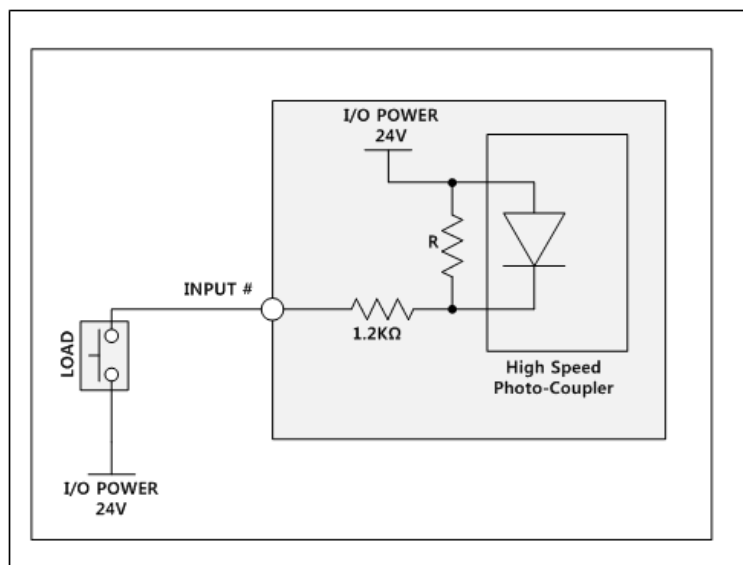 I/O POWER
24V
R
INPUT #
1.2KΩ
LOAD
High Speed
Photo-Coupler
I/O POWER
24V